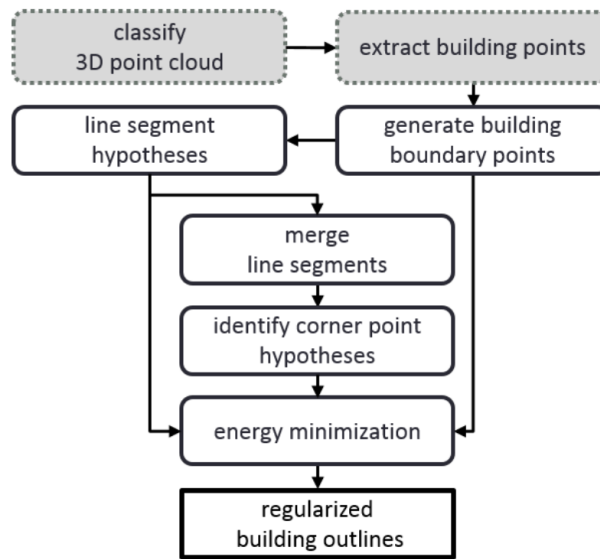 classify
3D point cloud
extract building points
line segment
hypotheses
generate building
boundary points
merge
line segments
identify corner point
hypotheses
energy minimization
regularized
building outlines